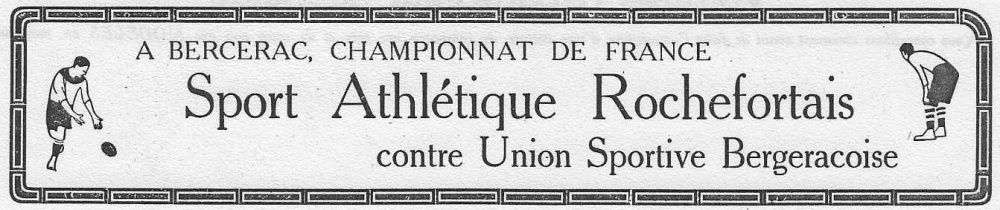 A BERCERAC, CHAMPIONNAT DE FRANCE
Sport Athlétique Rochefortais
contre Union Sportive Bergeracoise